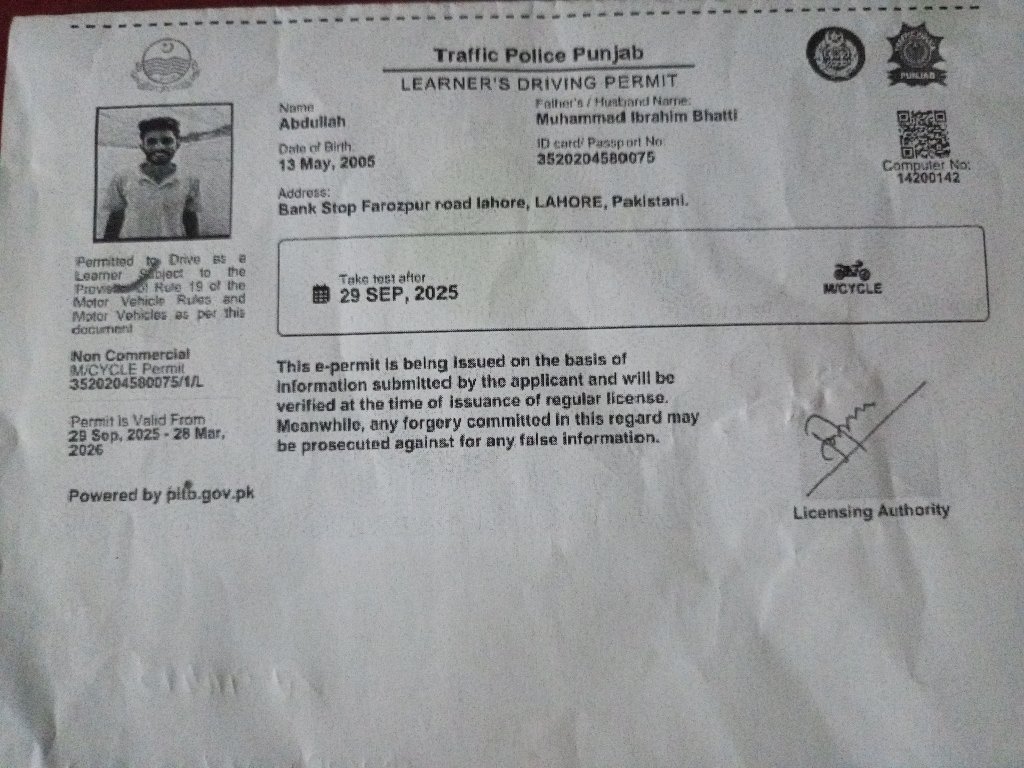 Traffic Police Punjab
LEARNER'S DRIVING PERMIT
PUNJAB
Name
Abdullah
Father's / Husband Name:
Muhammad Ibrahim Bhatti
Date of Birth:
13 May, 2005
ID card/ Passport No:
3520204580075
Computer No:
14200142
Address:
Bank Stop Farozpur road lahore, LAHORE, Pakistani.
Take test after
29 SEP, 2025
M/CYCLE
Permitted to Drive as a
Learner Subject to the
Provision of Rule 19 of the
Motor Vehicle Rules and
Motor Vehicles as per this
document
Non Commercial
M/CYCLE Permit
3520204580075/1/L
Permit is Valid From
29 Sep, 2025 - 28 Mar,
2026
Powered by pitb.gov.pk
This e-permit is being issued on the basis of
information submitted by the applicant and will be
verified at the time of issuance of regular license.
Meanwhile, any forgery committed in this regard may
be prosecuted against for any false information.
Licensing Authority